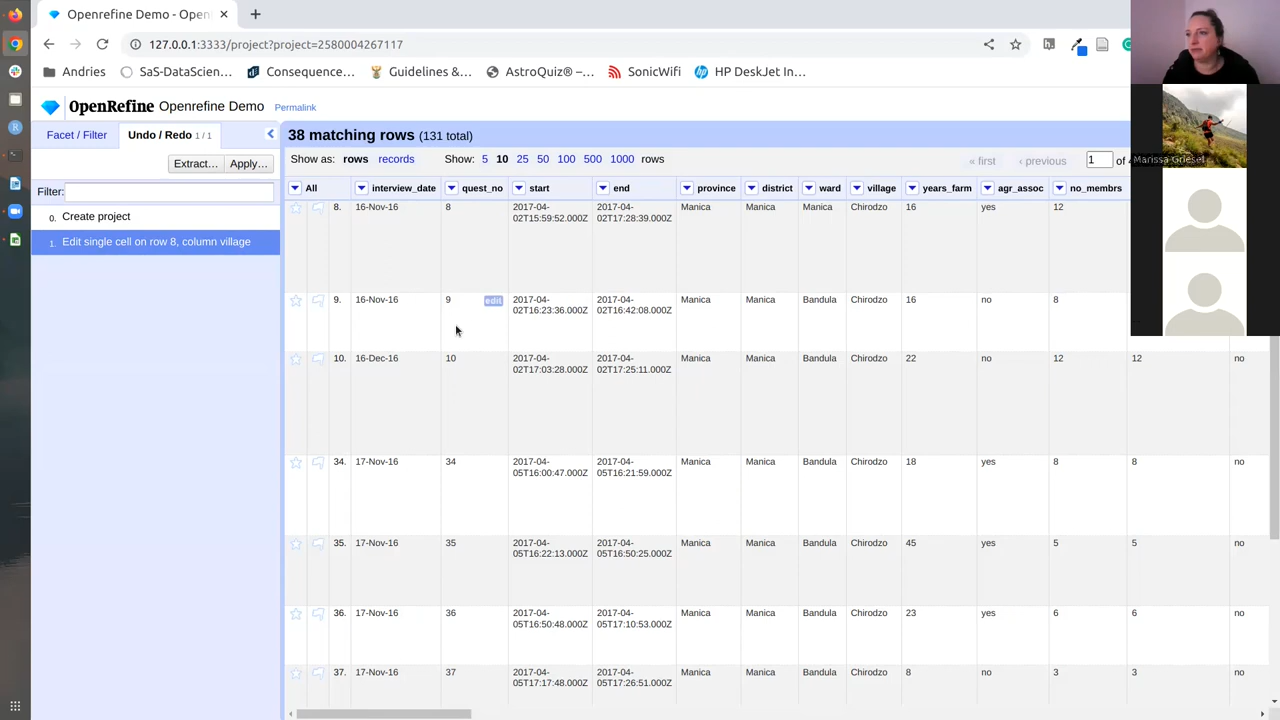 Openrefine Demo - Open
127.0.0.1:3333/project?project=2580004267117
Andries SaS-DataScien... Consequence... Guidelines &... AstroQuiz® –... SonicWifi HP DeskJet In...
OpenRefine Openrefine Demo Permalink
Facet / Filter Undo / Redo 1 / 1
38 matching rows (131 total)
Extract... Apply...
Show as: rows records Show: 5 10 25 50 100 500 1000 rows
« first ‹ previous 1 of
Marissa Griesel
Filter:
0. Create project
1. Edit single cell on row 8, column village
All interview_date quest_no start end province district ward village years_farm agr_assoc no_membrs
8. 16-Nov-16 8 2017-04-02T15:59:52.000Z 2017-04-02T17:28:39.000Z Manica Manica Manica Chirodzo 16 yes 12
9. 16-Nov-16 9 edit 2017-04-02T16:23:36.000Z 2017-04-02T16:42:08.000Z Manica Manica Bandula Chirodzo 16 no 8
10. 16-Dec-16 10 2017-04-02T17:03:28.000Z 2017-04-02T17:25:11.000Z Manica Manica Bandula Chirodzo 22 no 12 12 no
34. 17-Nov-16 34 2017-04-05T16:00:47.000Z 2017-04-05T16:21:59.000Z Manica Manica Bandula Chirodzo 18 yes 8 8 no
35. 17-Nov-16 35 2017-04-05T16:22:13.000Z 2017-04-05T16:50:25.000Z Manica Manica Bandula Chirodzo 45 yes 5 5 no
36. 17-Nov-16 36 2017-04-05T16:50:48.000Z 2017-04-05T17:10:53.000Z Manica Manica Bandula Chirodzo 23 yes 6 6 no
37. 17-Nov-16 37 2017-04-05T17:17:48.000Z 2017-04-05T17:26:51.000Z Manica Manica Bandula Chirodzo 8 no 3 3 no